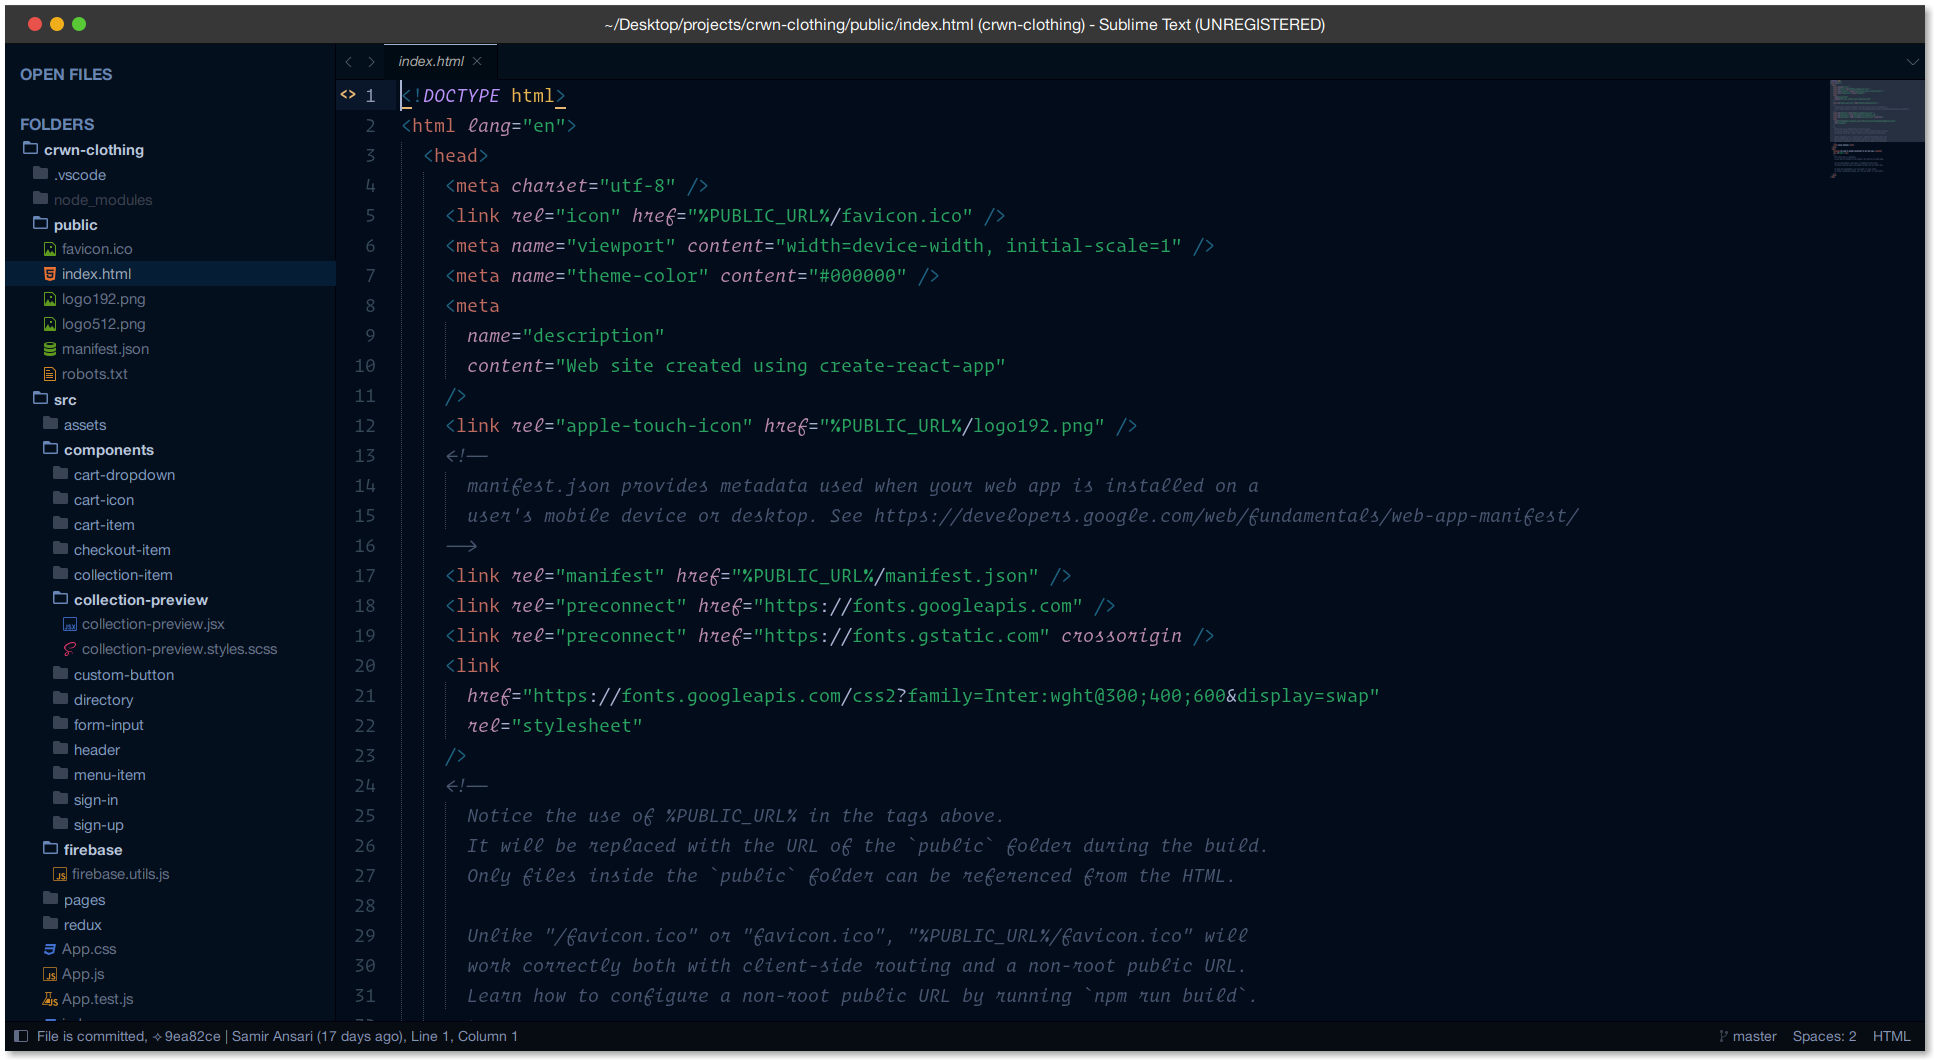 ~/Desktop/projects/crwn-clothing/public/index.html (crwn-clothing) - Sublime Text (UNREGISTERED)
OPEN FILES
FOLDERS
crwn-clothing
.vscode
node_modules
public
favicon.ico
index.html
logo192.png
logo512.png
manifest.json
robots.txt
src
assets
components
cart-dropdown
cart-icon
cart-item
checkout-item
collection-item
collection-preview
collection-preview.jsx
collection-preview.styles.scss
custom-button
directory
form-input
header
menu-item
sign-in
sign-up
firebase
firebase.utils.js
pages
redux
App.css
App.js
App.test.js
index.html
1 <!DOCTYPE html>
2 <html lang="en">
3 <head>
4 <meta charset="utf-8" />
5 <link rel="icon" href="%PUBLIC_URL%/favicon.ico" />
6 <meta name="viewport" content="width=device-width, initial-scale=1" />
7 <meta name="theme-color" content="#000000" />
8 <meta
9 name="description"
10 content="Web site created using create-react-app"
11 />
12 <link rel="apple-touch-icon" href="%PUBLIC_URL%/logo192.png" />
13 <!--
14 manifest.json provides metadata used when your web app is installed on a
15 user's mobile device or desktop. See https://developers.google.com/web/fundamentals/web-app-manifest/
16 -->
17 <link rel="manifest" href="%PUBLIC_URL%/manifest.json" />
18 <link rel="preconnect" href="https://fonts.googleapis.com" />
19 <link rel="preconnect" href="https://fonts.gstatic.com" crossorigin />
20 <link
21 href="https://fonts.googleapis.com/css2?family=Inter:wght@300;400;600&display=swap"
22 rel="stylesheet"
23 />
24 <!--
25 Notice the use of %PUBLIC_URL% in the tags above.
26 It will be replaced with the URL of the `public` folder during the build.
27 Only files inside the `public` folder can be referenced from the HTML.
28
29 Unlike "/favicon.ico" or "favicon.ico", "%PUBLIC_URL%/favicon.ico" will
30 work correctly both with client-side routing and a non-root public URL.
31 Learn how to configure a non-root public URL by running `npm run build`.
File is committed, 9ea82ce | Samir Ansari (17 days ago), Line 1, Column 1
master
Spaces: 2
HTML